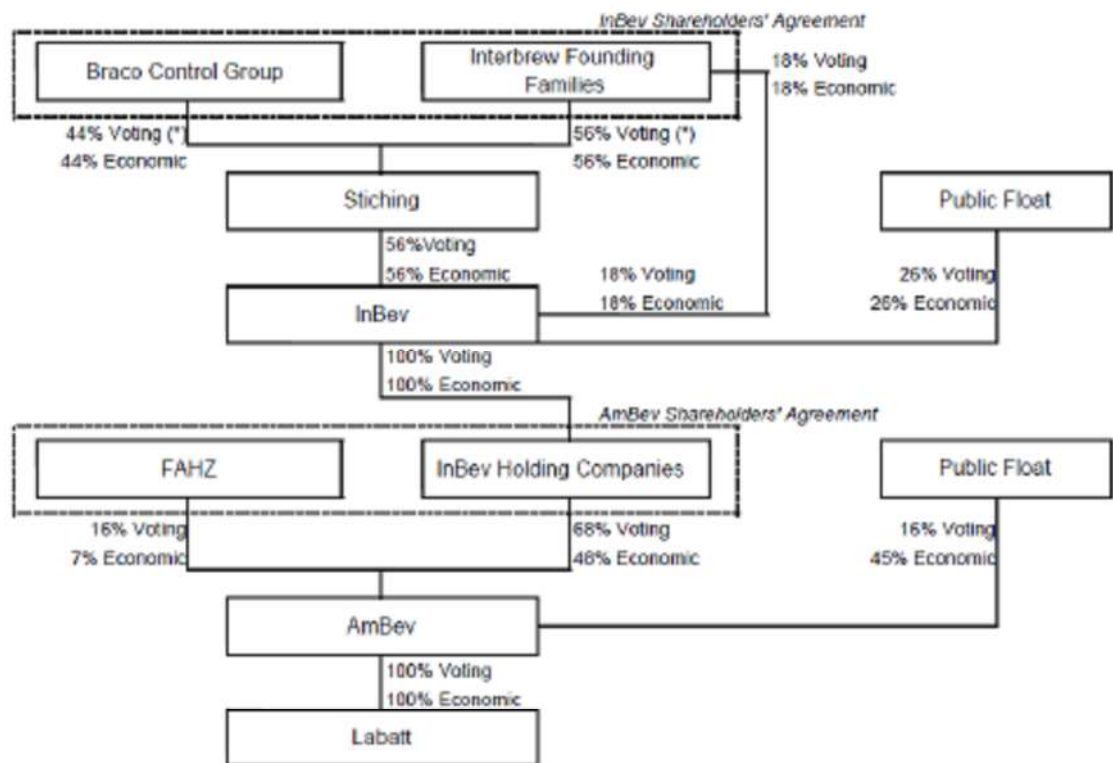 InBev Shareholders' Agreement
Braco Control Group
Interbrew Founding
Families
18% Voting
18% Economic
44% Voting (*)
44% Economic
56% Voting (*)
56% Economic
Stiching
Public Float
56%Voting
56% Economic
18% Voting
18% Economic
26% Voting
26% Economic
InBev
100% Voting
100% Economic
AmBev Shareholders' Agreement
FAHZ
InBev Holding Companies
Public Float
16% Voting
7% Economic
68% Voting
48% Economic
16% Voting
45% Economic
AmBev
100% Voting
100% Economic
Labatt